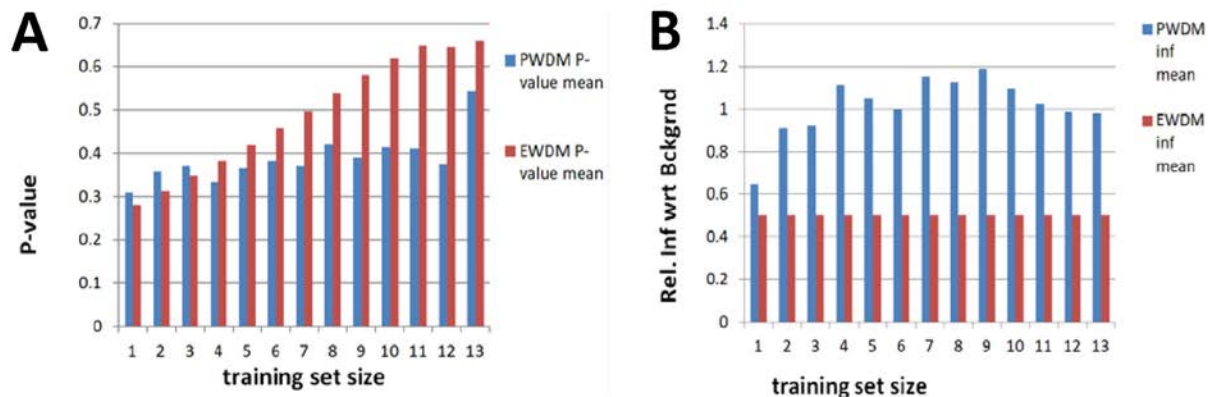 A
0.7
0.6
0.5
0.4
0.3
0.2
0.1
0
P-value
1 2 3 4 5 6 7 8 9 10 11 12 13
training set size
PWDM P-
value mean
EWDM P-
value mean
B
1.4
1.2
1
0.8
0.6
0.4
0.2
0
Rel. Inf wrt Bckgrnd
1 2 3 4 5 6 7 8 9 10 11 12 13
training set size
PWDM
inf
mean
EWDM
inf
mean